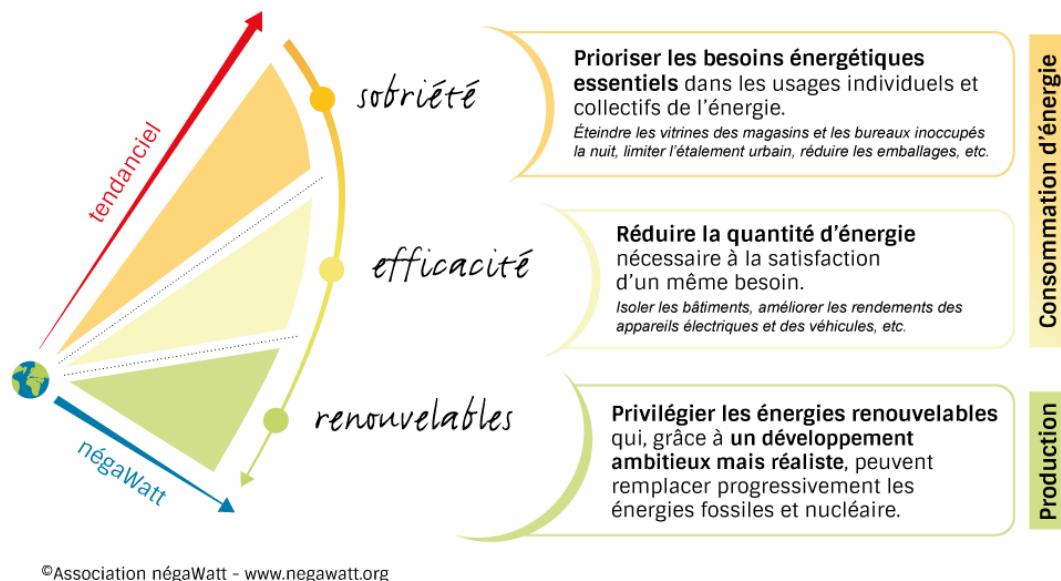 tendanciel
négaWatt
sobriété
Prioriser les besoins énergétiques
essentiels dans les usages individuels et
collectifs de l'énergie.
Éteindre les vitrines des magasins et les bureaux inoccupés
la nuit, limiter l'étalement urbain, réduire les emballages, etc.
efficacité
Réduire la quantité d'énergie
nécessaire à la satisfaction
d'un même besoin.
Isoler les bâtiments, améliorer les rendements des
appareils électriques et des véhicules, etc.
Consommation d'énergie
renouvelables
Privilégier les énergies renouvelables
qui, grâce à un développement
ambitieux mais réaliste, peuvent
remplacer progressivement les
énergies fossiles et nucléaire.
Production
©Association négaWatt - www.negawatt.org